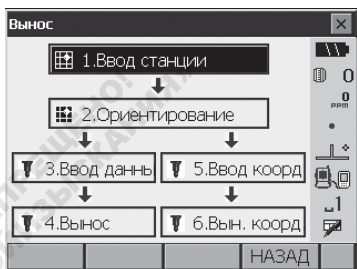 Вынос
1.Ввод станции
0
2.Ориентирование
0
PPM
3.Ввод даннь
5.Ввод коорд
4.Вынос
6.Вын. коорд
1
НАЗАД